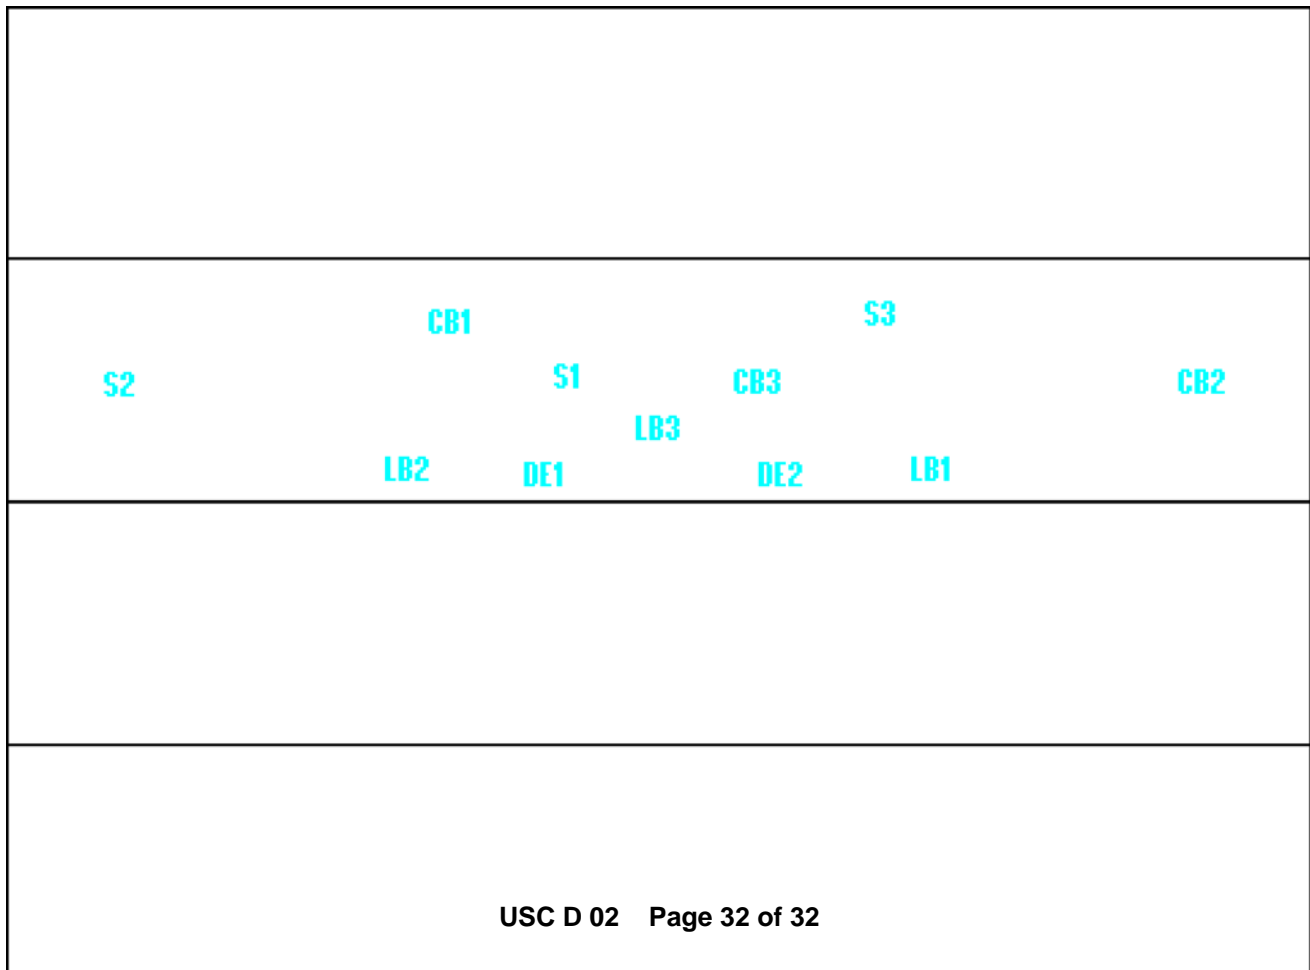 S3
CB1
S1
S2 CB3 CB2
LB3
LB2 DE1 DE2 LB1
USC D 02 Page 32 of 32